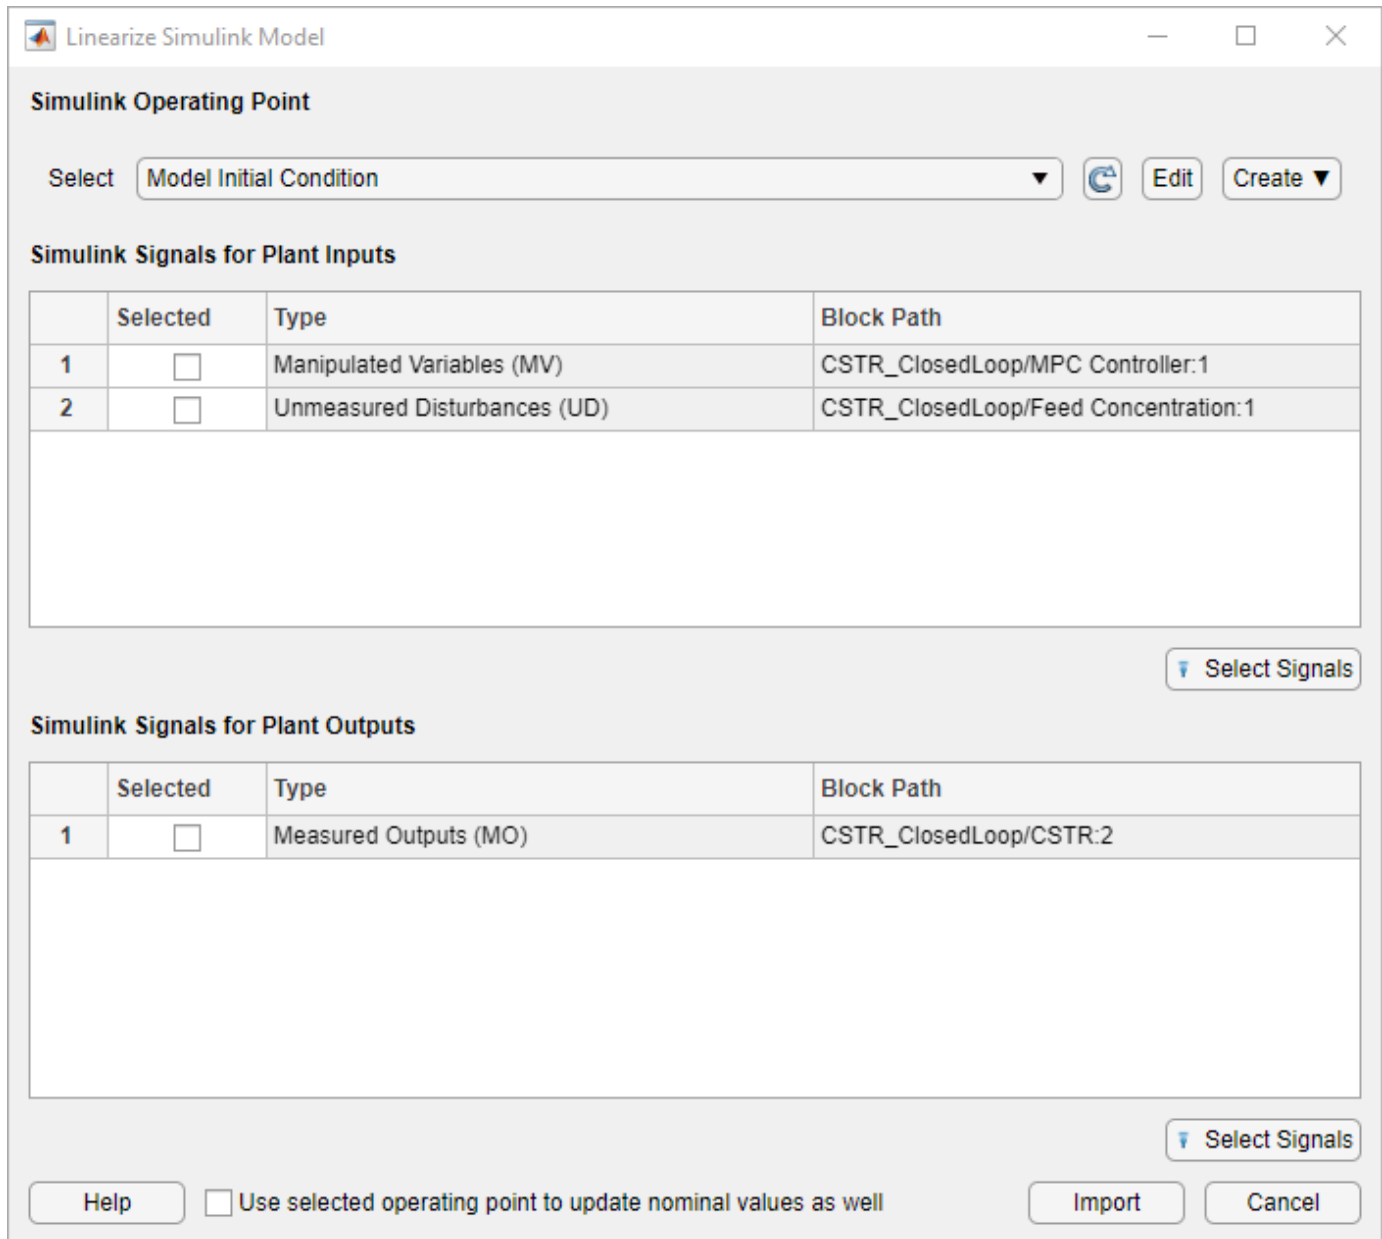 Linearize Simulink Model
Simulink Operating Point
Select Model Initial Condition Edit Create
Simulink Signals for Plant Inputs
Selected Type Block Path
1 Manipulated Variables (MV) CSTR_ClosedLoop/MPC Controller:1
2 Unmeasured Disturbances (UD) CSTR_ClosedLoop/Feed Concentration:1
Select Signals
Simulink Signals for Plant Outputs
Selected Type Block Path
1 Measured Outputs (MO) CSTR_ClosedLoop/CSTR:2
Select Signals
Help Use selected operating point to update nominal values as well Import Cancel